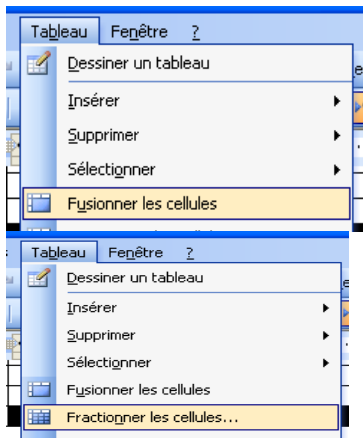 Tableau Fenêtre ?
Dessiner un tableau
Insérer
Supprimer
Sélectionner
Fusionner les cellules
Tableau Fenêtre ?
Dessiner un tableau
Insérer
Supprimer
Sélectionner
Fusionner les cellules
Fractionner les cellules...